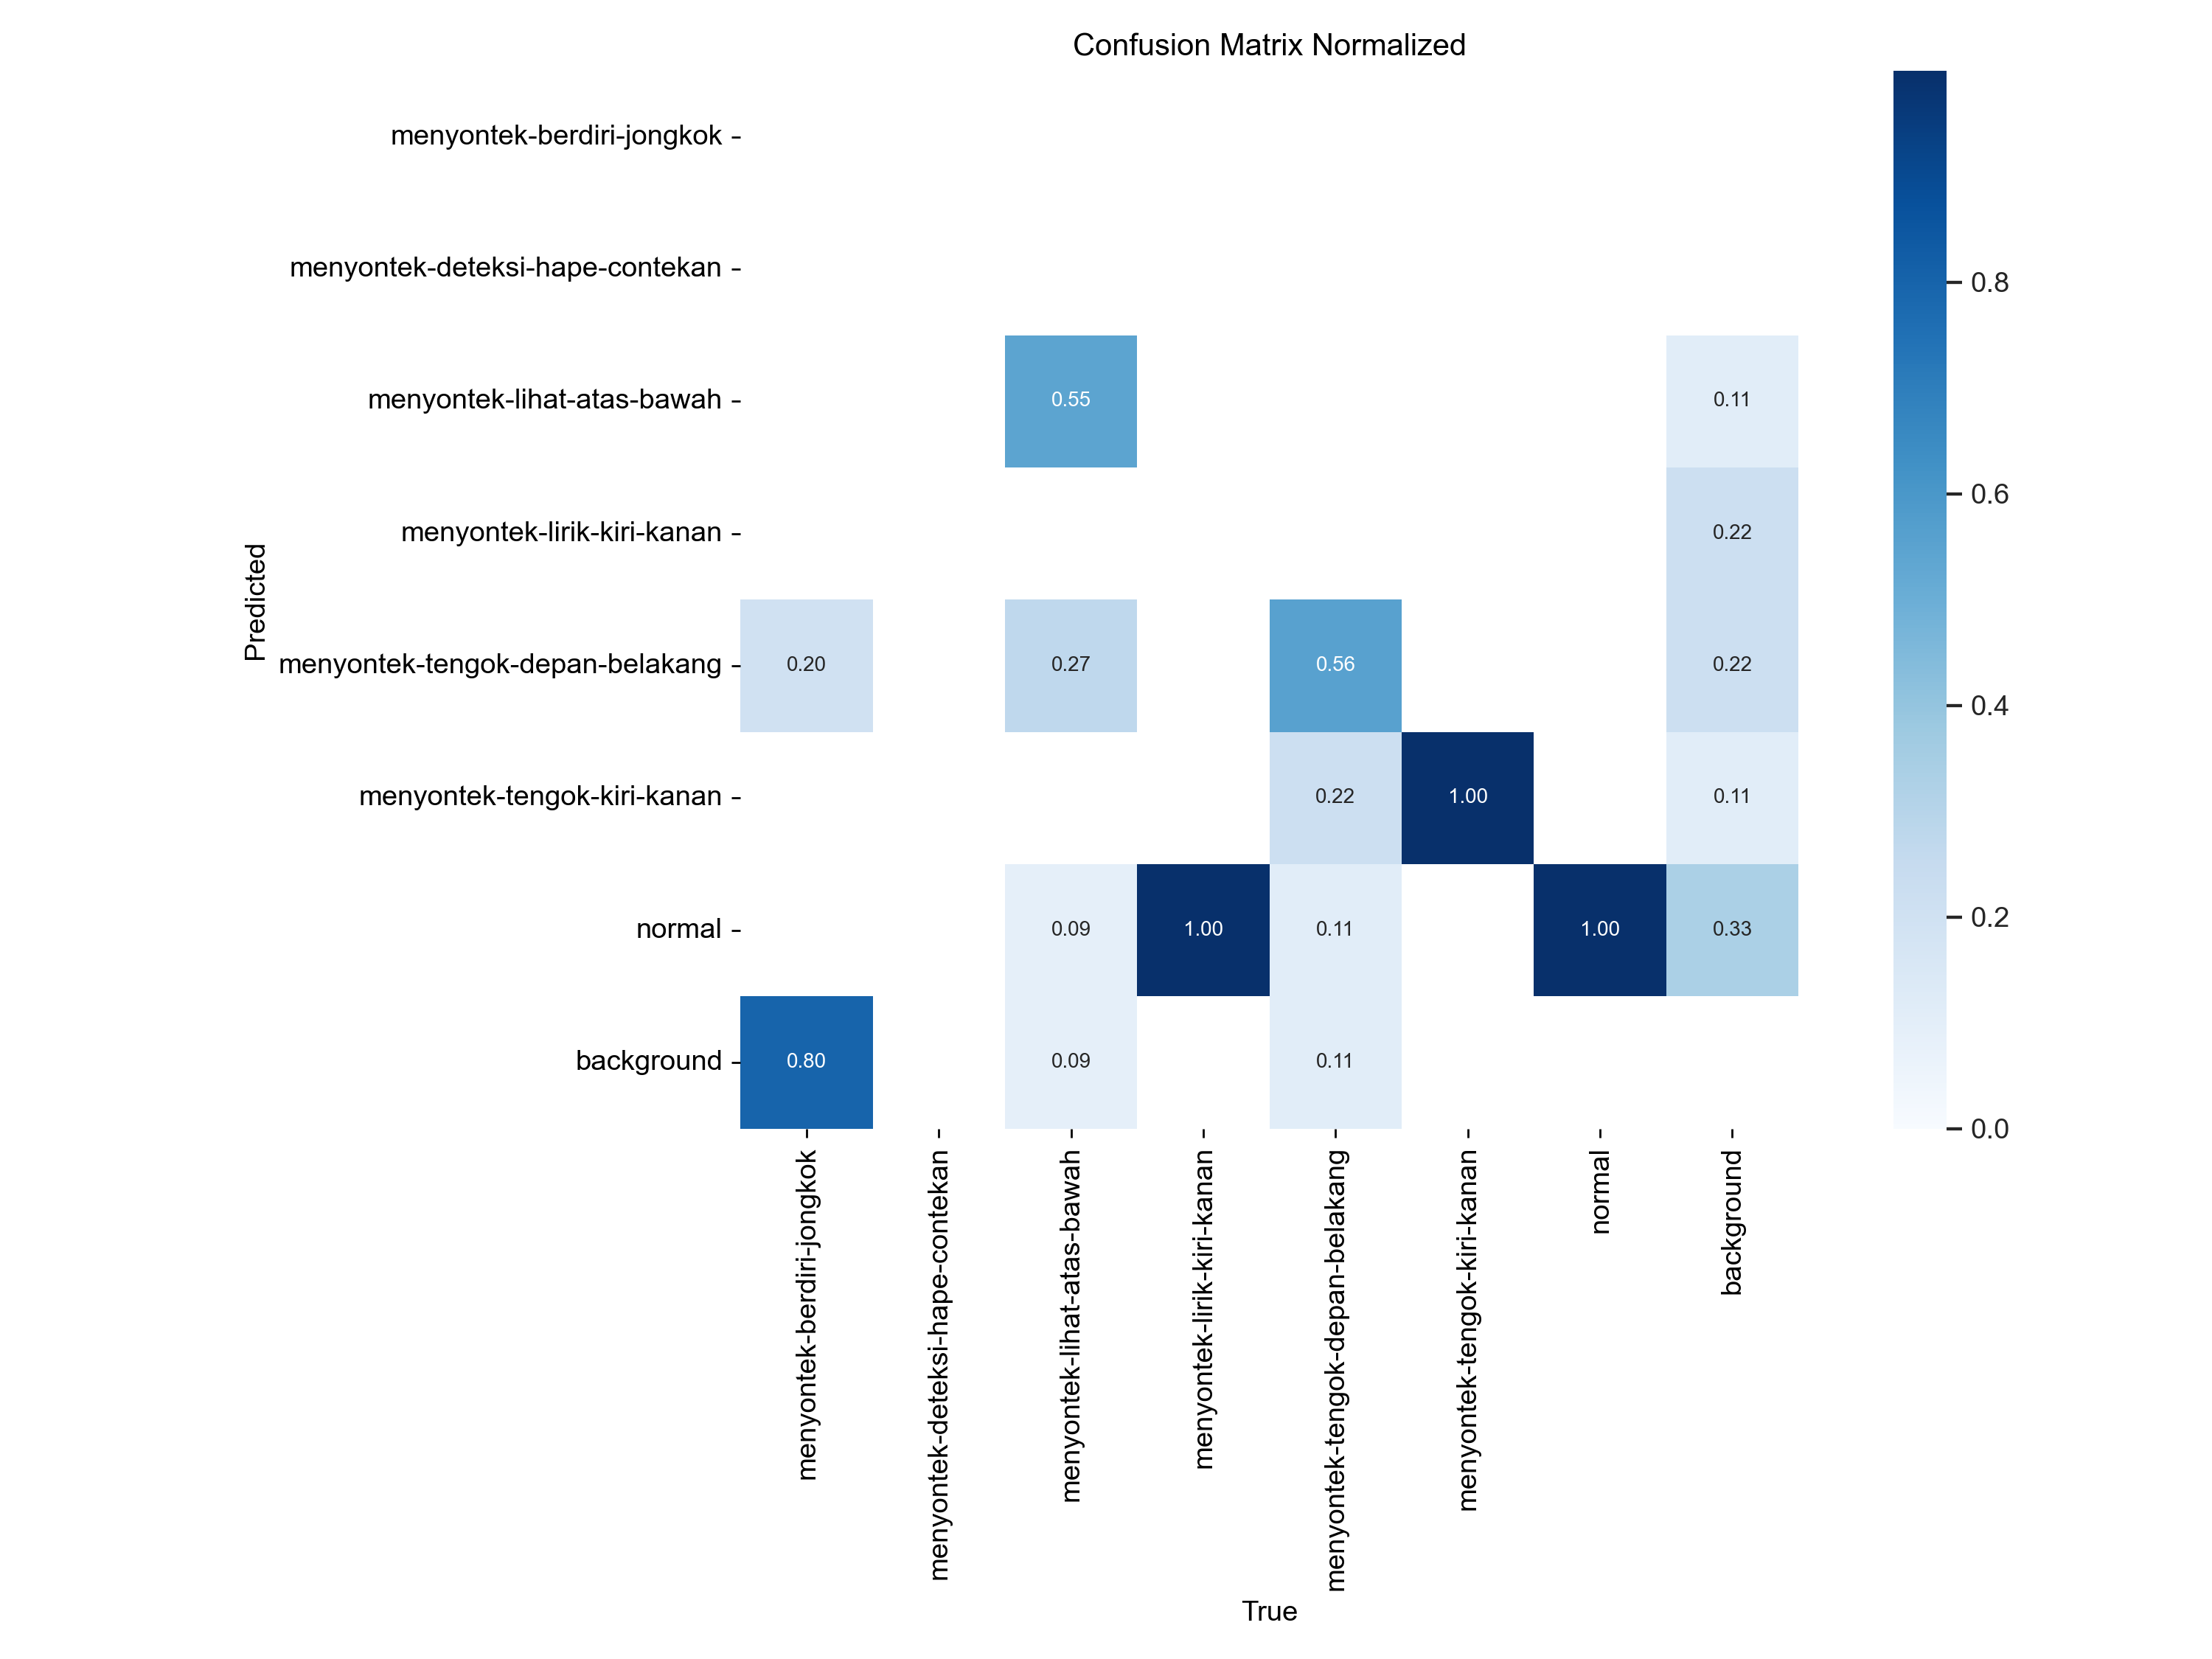 Confusion Matrix Normalized
menyontek-berdiri-jongkok
menyontek-deteksi-hape-contekan
menyontek-lihat-atas-bawah
0.55
0.11
menyontek-lirik-kiri-kanan
0.22
Predicted
menyontek-tengok-depan-belakang
0.20
0.27
0.56
0.22
menyontek-tengok-kiri-kanan
0.22
1.00
0.11
normal
0.09
1.00
0.11
1.00
0.33
background
0.80
0.09
0.11
0.8
0.6
0.4
0.2
0.0
menyontek-berdiri-jongkok
menyontek-deteksi-hape-contekan
menyontek-lihat-atas-bawah
menyontek-lirik-kiri-kanan
menyontek-tengok-depan-belakang
menyontek-tengok-kiri-kanan
normal
background
True